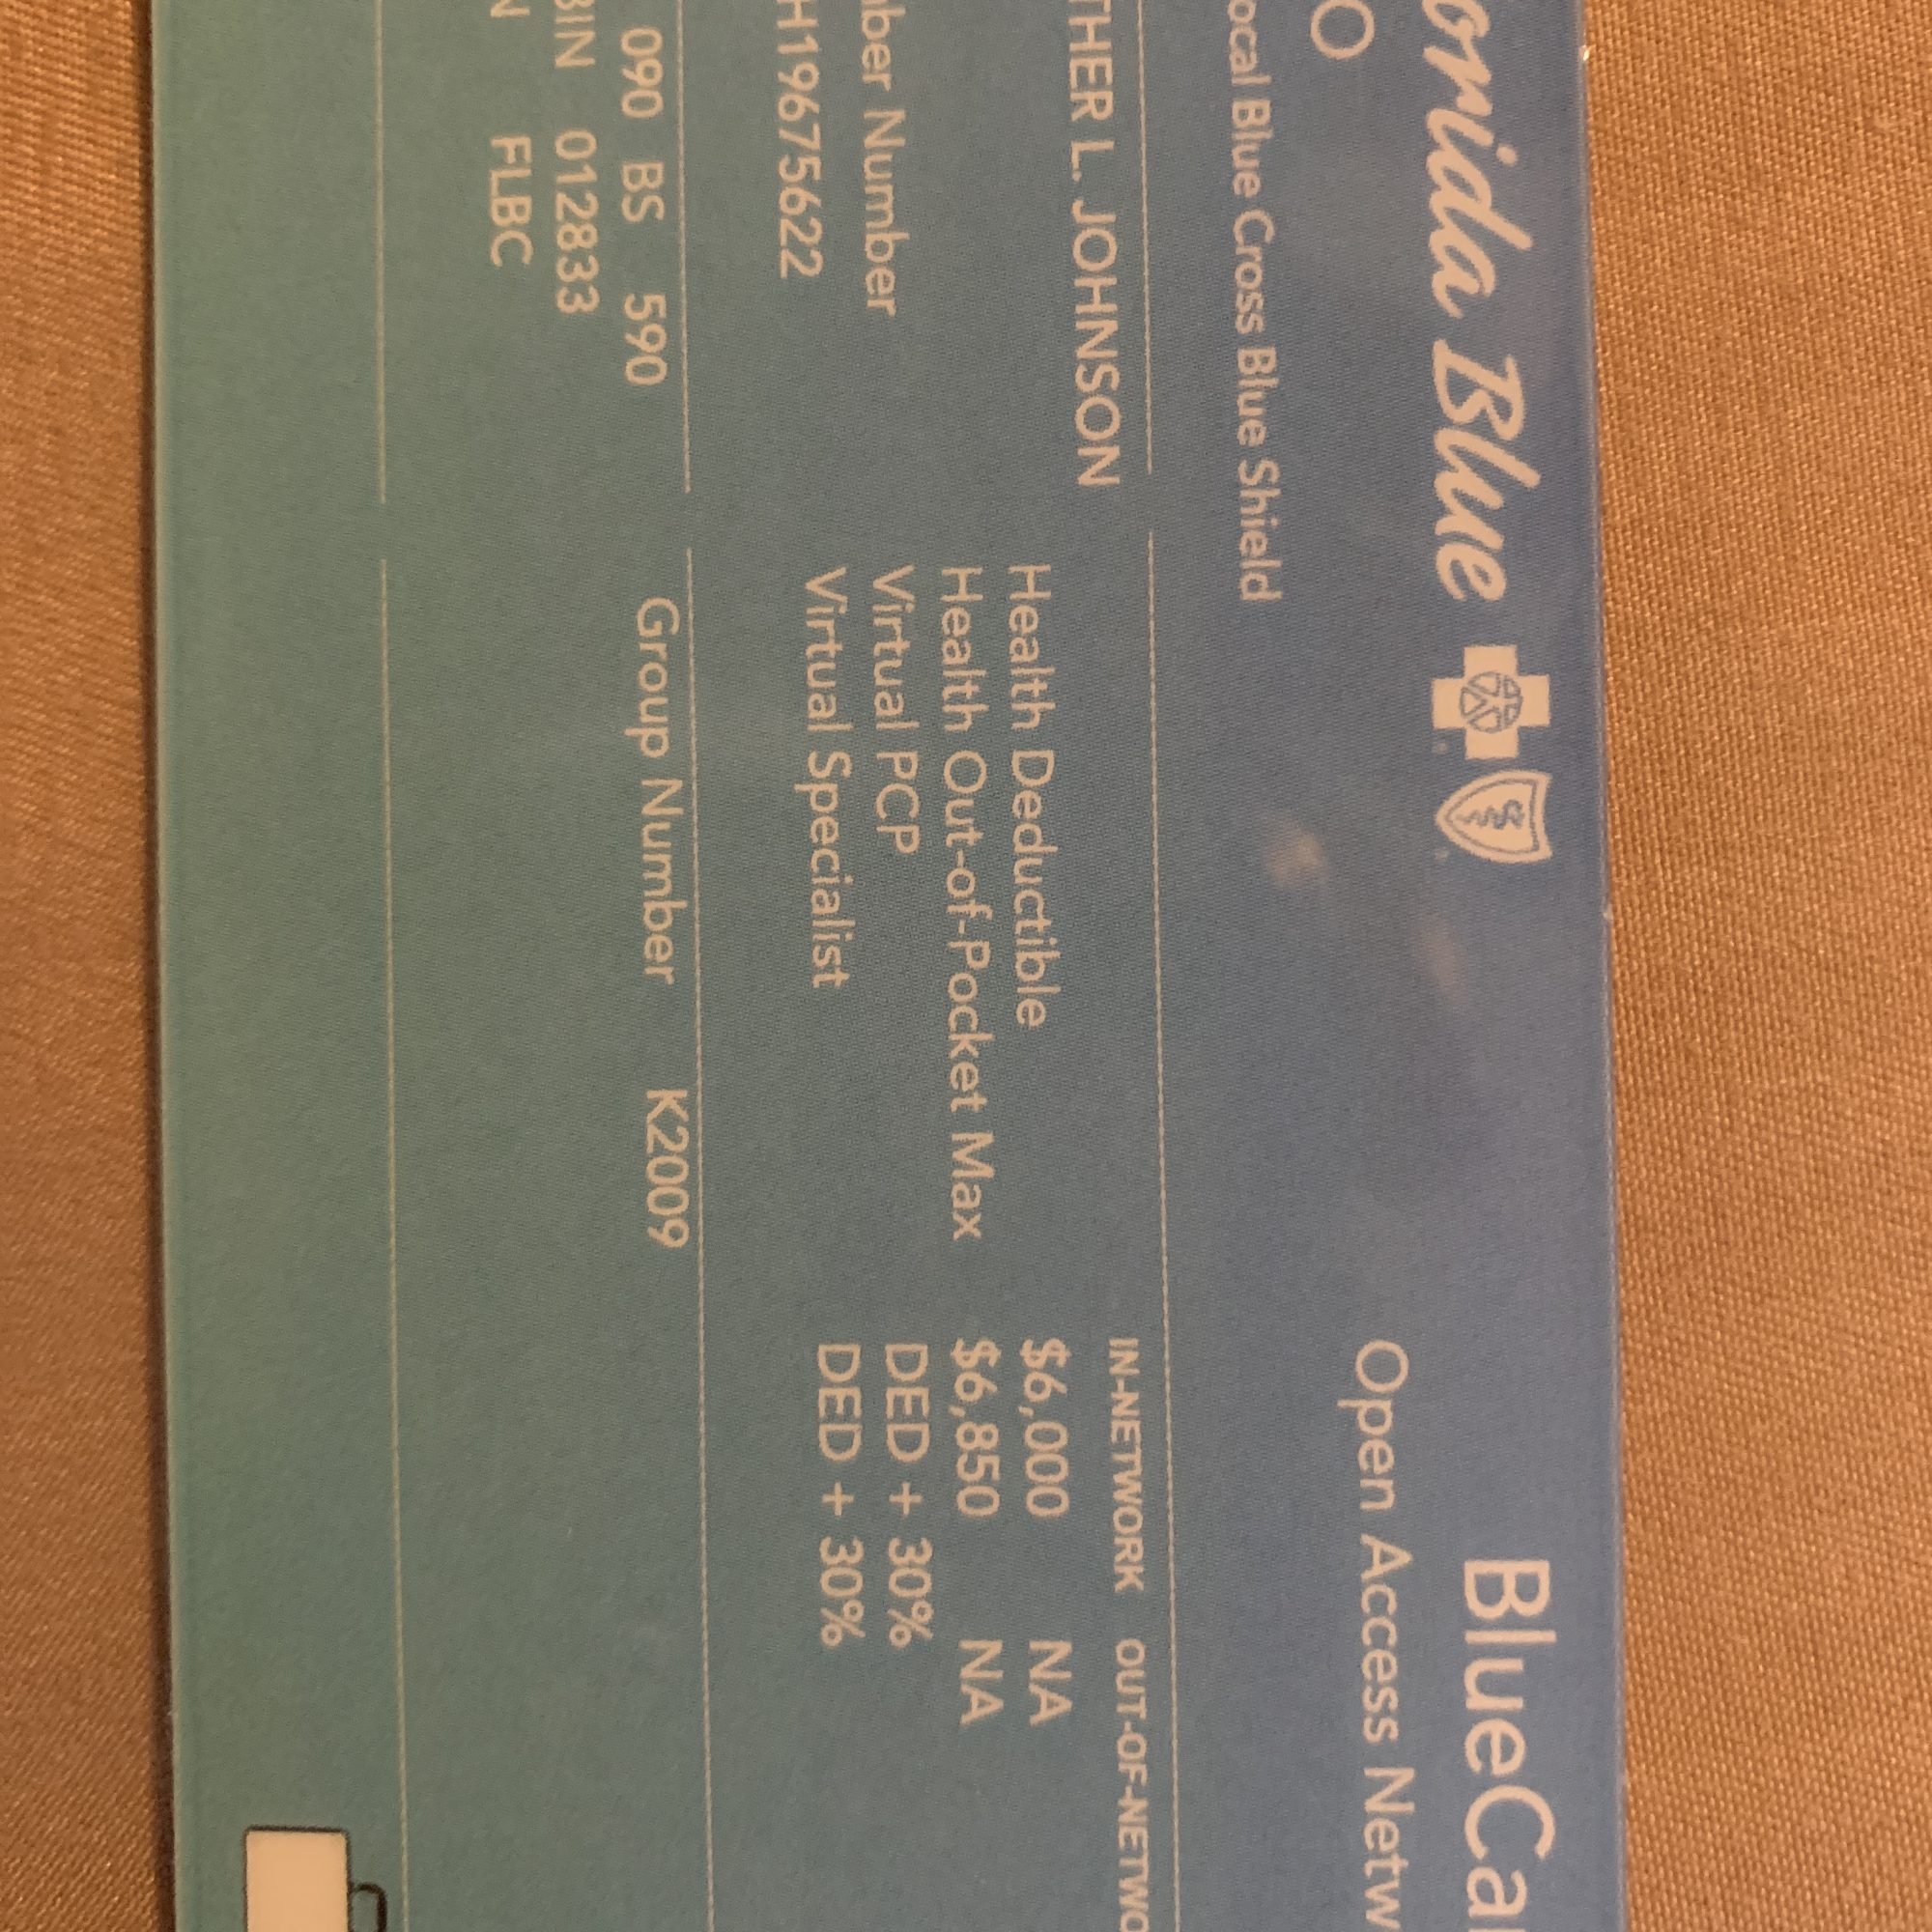 orida Blue
BlueCa
O
Open Access Netw
ocal Blue Cross Blue Shield
THER L. JOHNSON
IN-NETWORK OUT-OF-NETWO
Health Deductible $6,000 NA
Health Out-of-Pocket Max $6,850 NA
ber Number
Virtual PCP DED + 30%
H19675622
Virtual Specialist DED + 30%
090 BS 590
Group Number K2009
BIN 012833
N FLBC